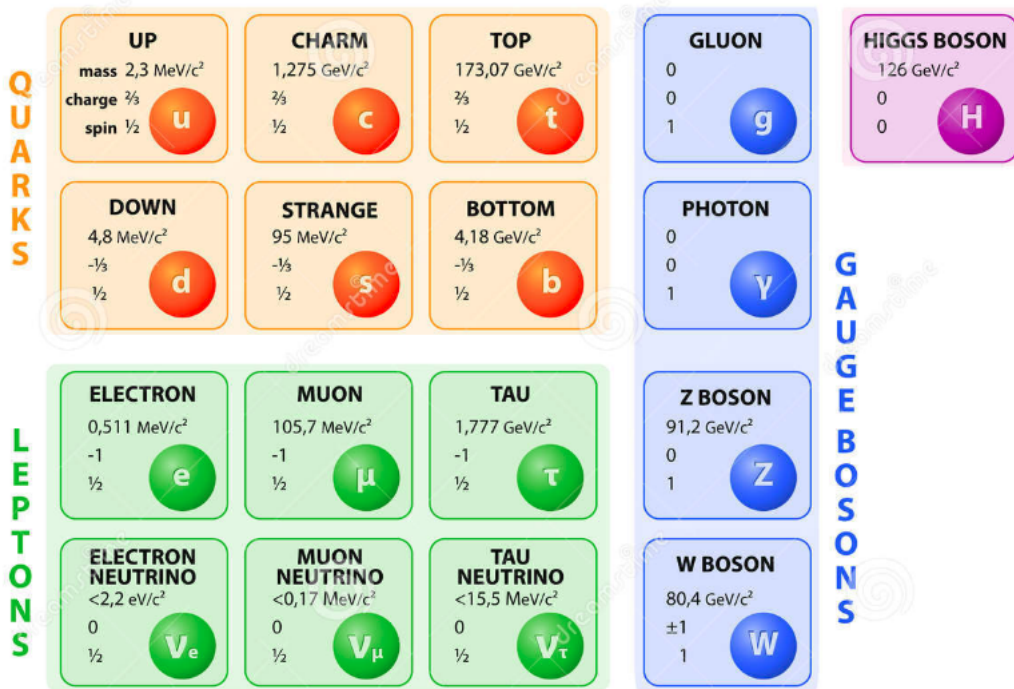 QUARKS
UP
mass 2,3 MeV/c²
charge ⅔
spin ½
u
CHARM
1,275 GeV/c²
⅔
½
c
TOP
173,07 GeV/c²
⅔
½
t
DOWN
4,8 MeV/c²
-⅓
½
d
STRANGE
95 MeV/c²
-⅓
½
s
BOTTOM
4,18 GeV/c²
-⅓
½
b
LEPTONS
ELECTRON
0,511 MeV/c²
-1
½
e
MUON
105,7 MeV/c²
-1
½
μ
TAU
1,777 GeV/c²
-1
½
τ
ELECTRON
NEUTRINO
<2,2 eV/c²
0
½
νe
MUON
NEUTRINO
<0,17 MeV/c²
0
½
νμ
TAU
NEUTRINO
<15,5 MeV/c²
0
½
ντ
GLUON
0
0
1
g
PHOTON
0
0
1
γ
Z BOSON
91,2 GeV/c²
0
1
Z
W BOSON
80,4 GeV/c²
±1
1
W
GAUGE BOSONS
HIGGS BOSON
126 GeV/c²
0
0
H
dreamstime